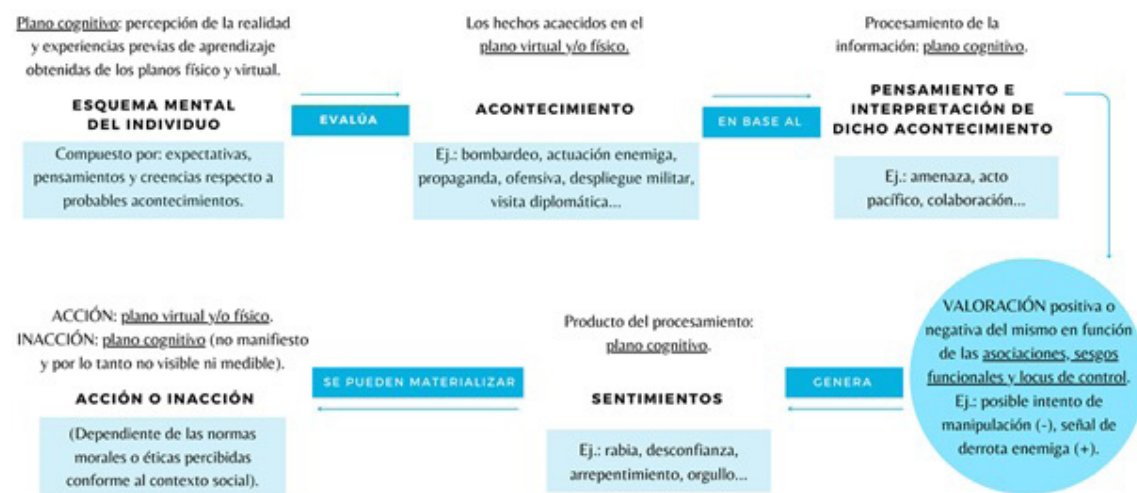 Plano cognitivo: percepción de la realidad
y experiencias previas de aprendizaje
obtenidas de los planos físico y virtual.
ESQUEMA MENTAL
DEL INDIVIDUO
Compuesto por: expectativas,
pensamientos y creencias respecto a
probables acontecimientos.
EVALÚA
Los hechos acaecidos en el
plano virtual y/o físico.
ACONTECIMIENTO
Ej.: bombardeo, actuación enemiga,
propaganda, ofensiva, despliegue militar,
visita diplomática...
EN BASE AL
Procesamiento de la
información: plano cognitivo.
PENSAMIENTO E
INTERPRETACIÓN DE
DICHO ACONTECIMIENTO
Ej.: amenaza, acto
pacífico, colaboración...
VALORACIÓN positiva o
negativa del mismo en función
de las asociaciones, sesgos
funcionales y locus de control.
Ej.: posible intento de
manipulación (-), señal de
derrota enemiga (+).
GENERA
Producto del procesamiento:
plano cognitivo.
SENTIMIENTOS
Ej.: rabia, desconfianza,
arrepentimiento, orgullo...
SE PUEDEN MATERIALIZAR
ACCIÓN: plano virtual y/o físico.
INACCIÓN: plano cognitivo (no manifiesto
y por lo tanto no visible ni medible).
ACCIÓN O INACCIÓN
(Dependiente de las normas
morales o éticas percibidas
conforme al contexto social).